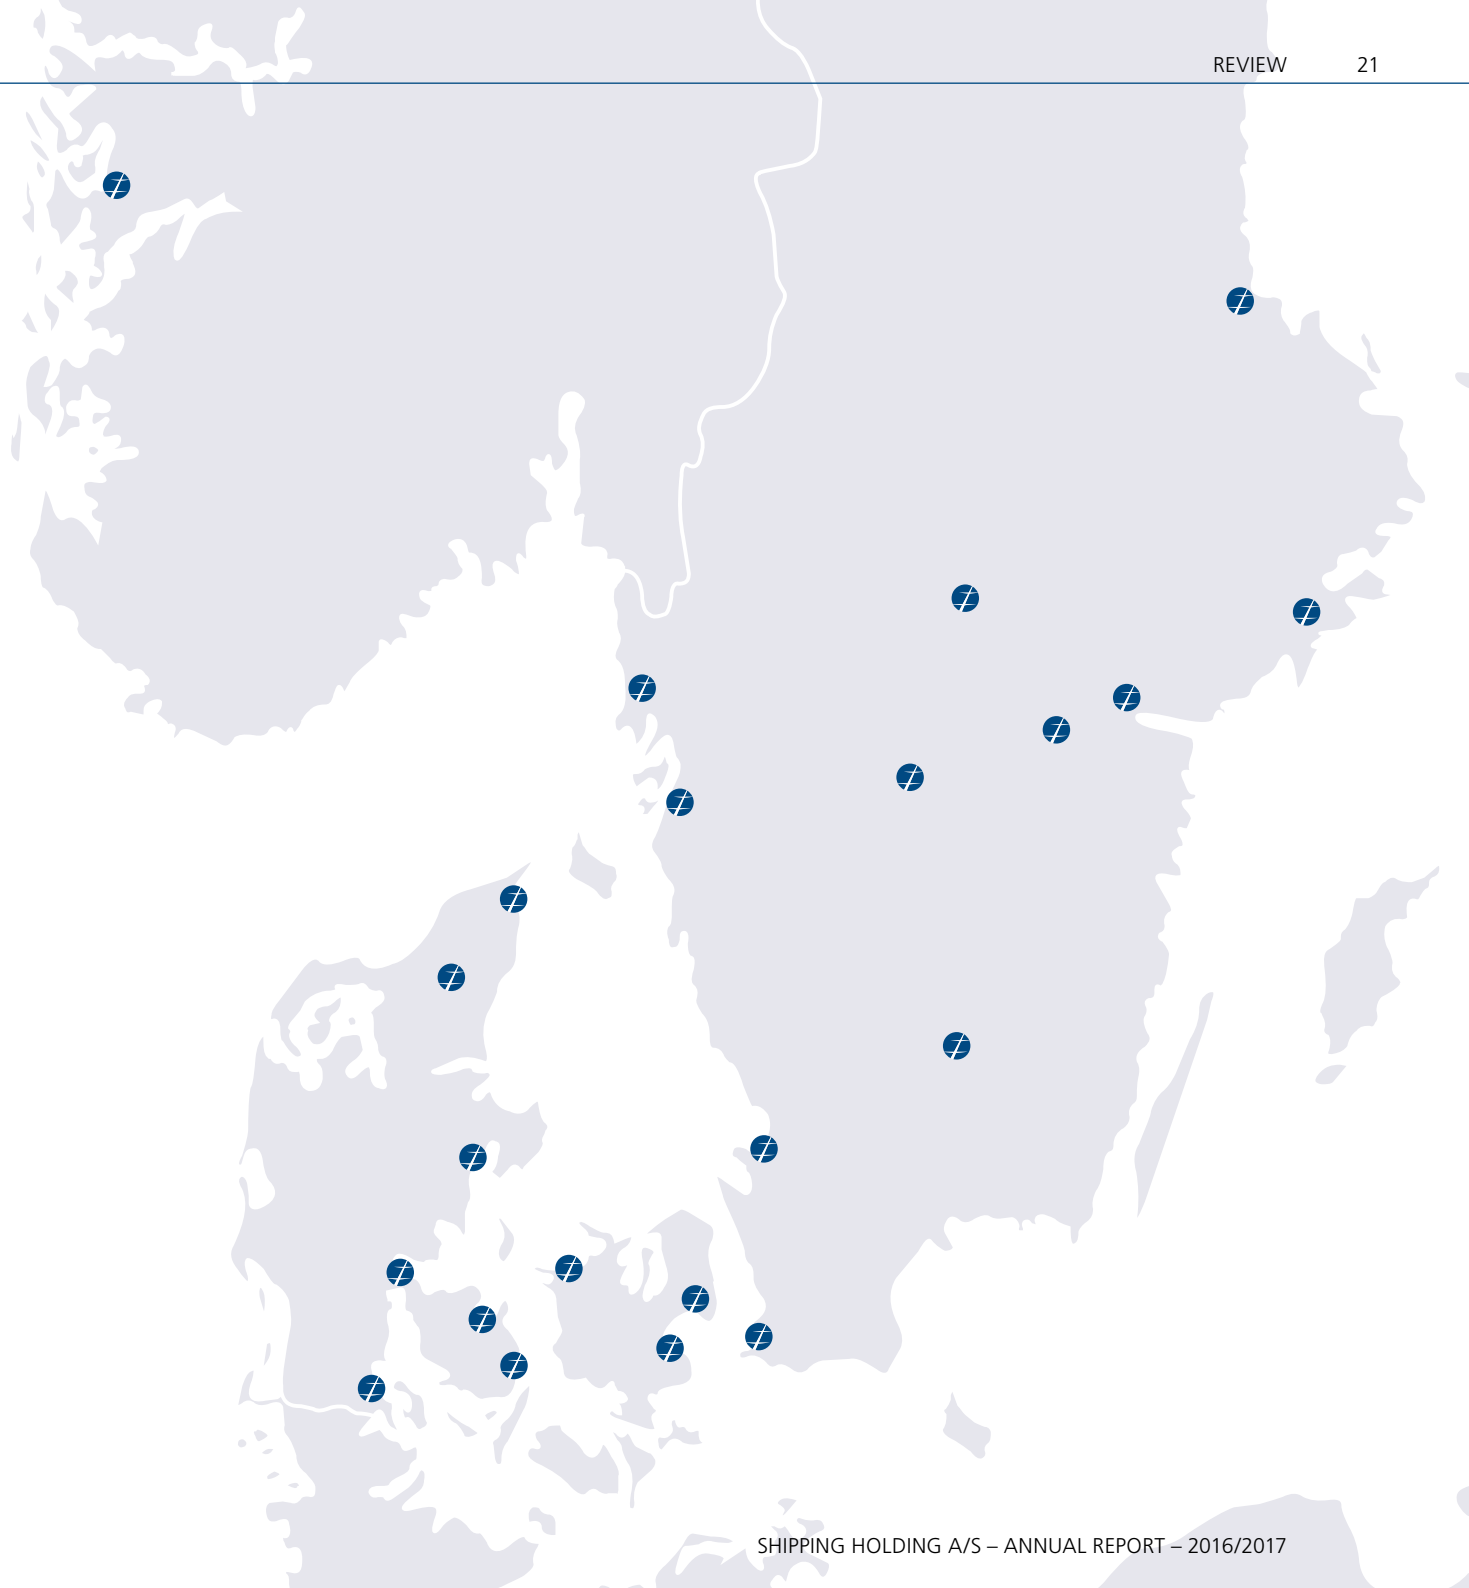 REVIEW 21
SHIPPING HOLDING A/S – ANNUAL REPORT – 2016/2017